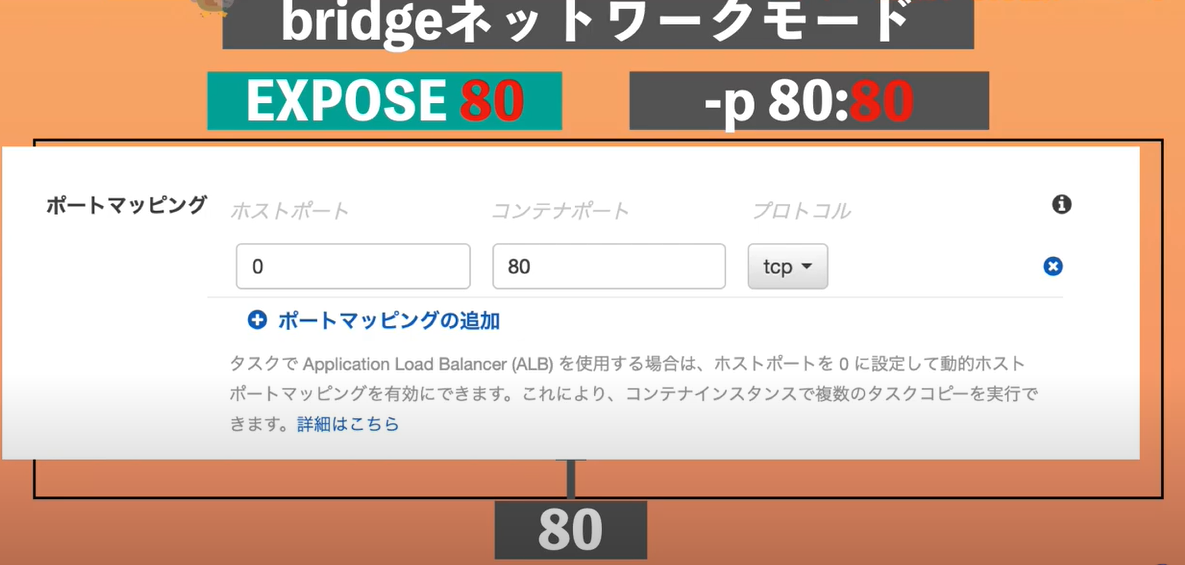 bridgeネットワークモード
EXPOSE 80
-p 80:80
ポートマッピング
ホストポート
コンテナポート
プロトコル
0
80
tcp
ポートマッピングの追加
タスクで Application Load Balancer (ALB) を使用する場合は、ホストポートを 0 に設定して動的ホスト
ポートマッピングを有効にできます。これにより、コンテナインスタンスで複数のタスクコピーを実行で
きます。詳細はこちら
80